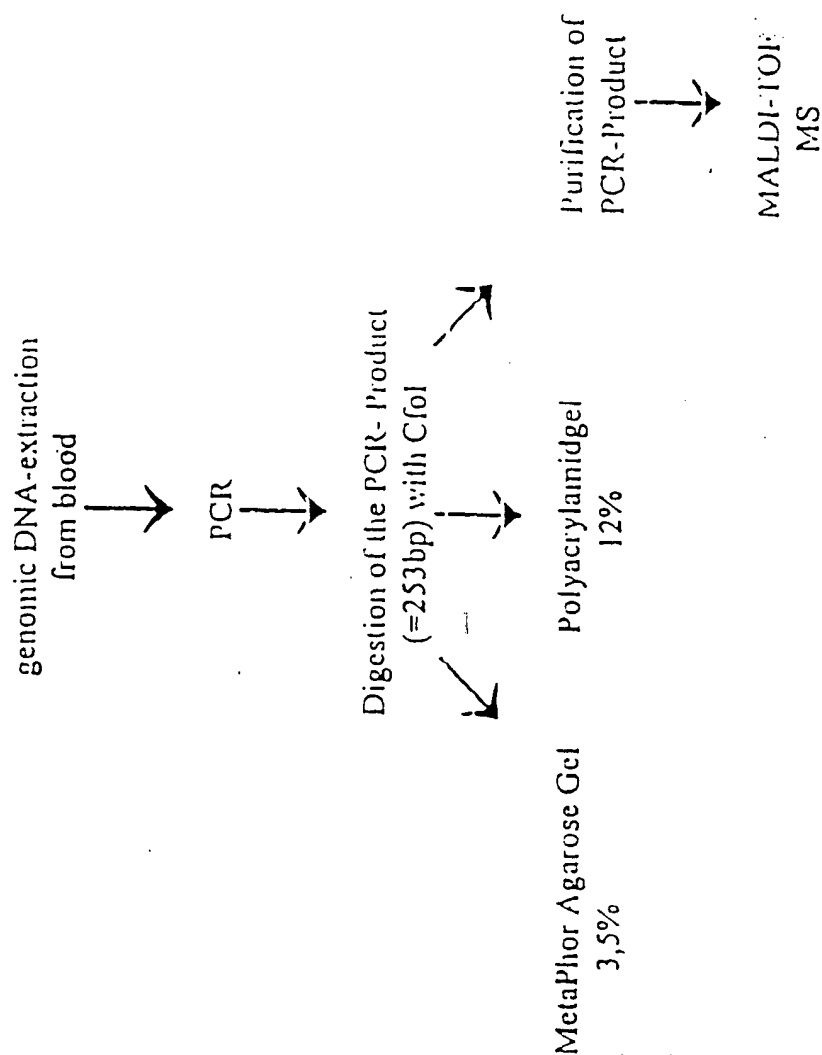 genomic DNA-extraction
from blood
PCR
Digestion of the PCR- Product
(=253bp) with CfoI
MetaPhor Agarose Gel
3,5%
Polyacrylamidgel
12%
Purification of
PCR-Product
MALDI-TOF
MS